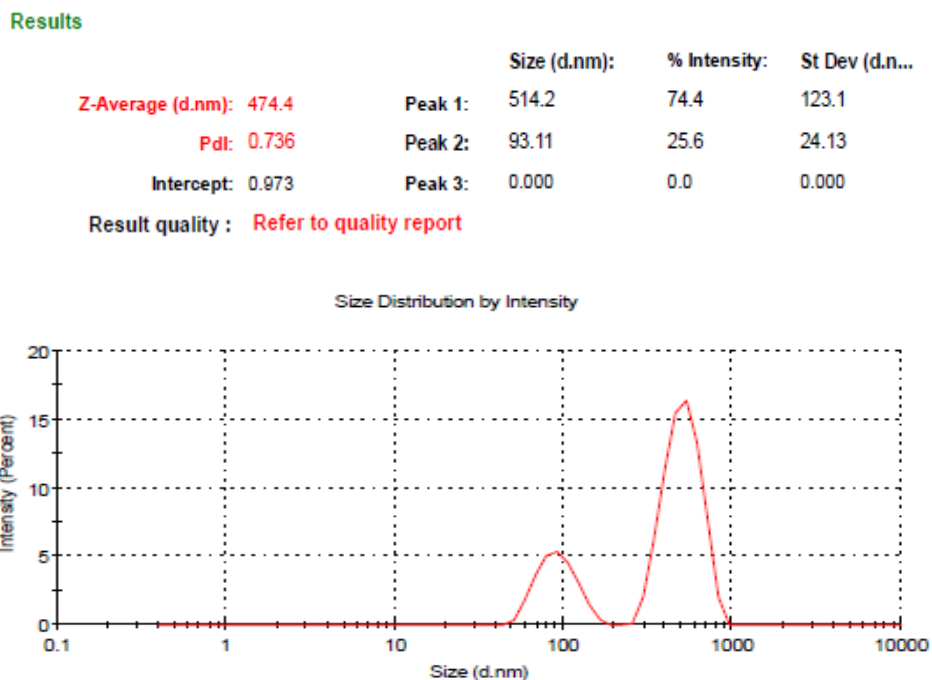 Results
Size (d.nm): % Intensity: St Dev (d.n...
Z-Average (d.nm): 474.4 Peak 1: 514.2 74.4 123.1
PdI: 0.736 Peak 2: 93.11 25.6 24.13
Intercept: 0.973 Peak 3: 0.000 0.0 0.000
Result quality : Refer to quality report
Size Distribution by Intensity
Intensity (Percent)
20
15
10
5
0
0.1 1 10 100 1000 10000
Size (d.nm)